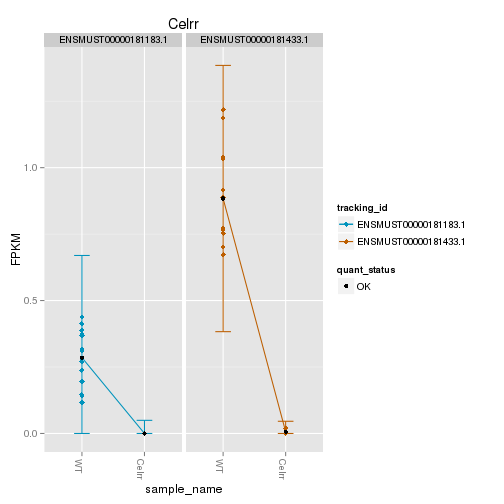 Celrr
ENSMUST00000181183.1 ENSMUST00000181433.1
FPKM
1.0
0.5
0.0
WT Celrr WT Celrr
sample_name
tracking_id
ENSMUST00000181183.1
ENSMUST00000181433.1
quant_status
OK